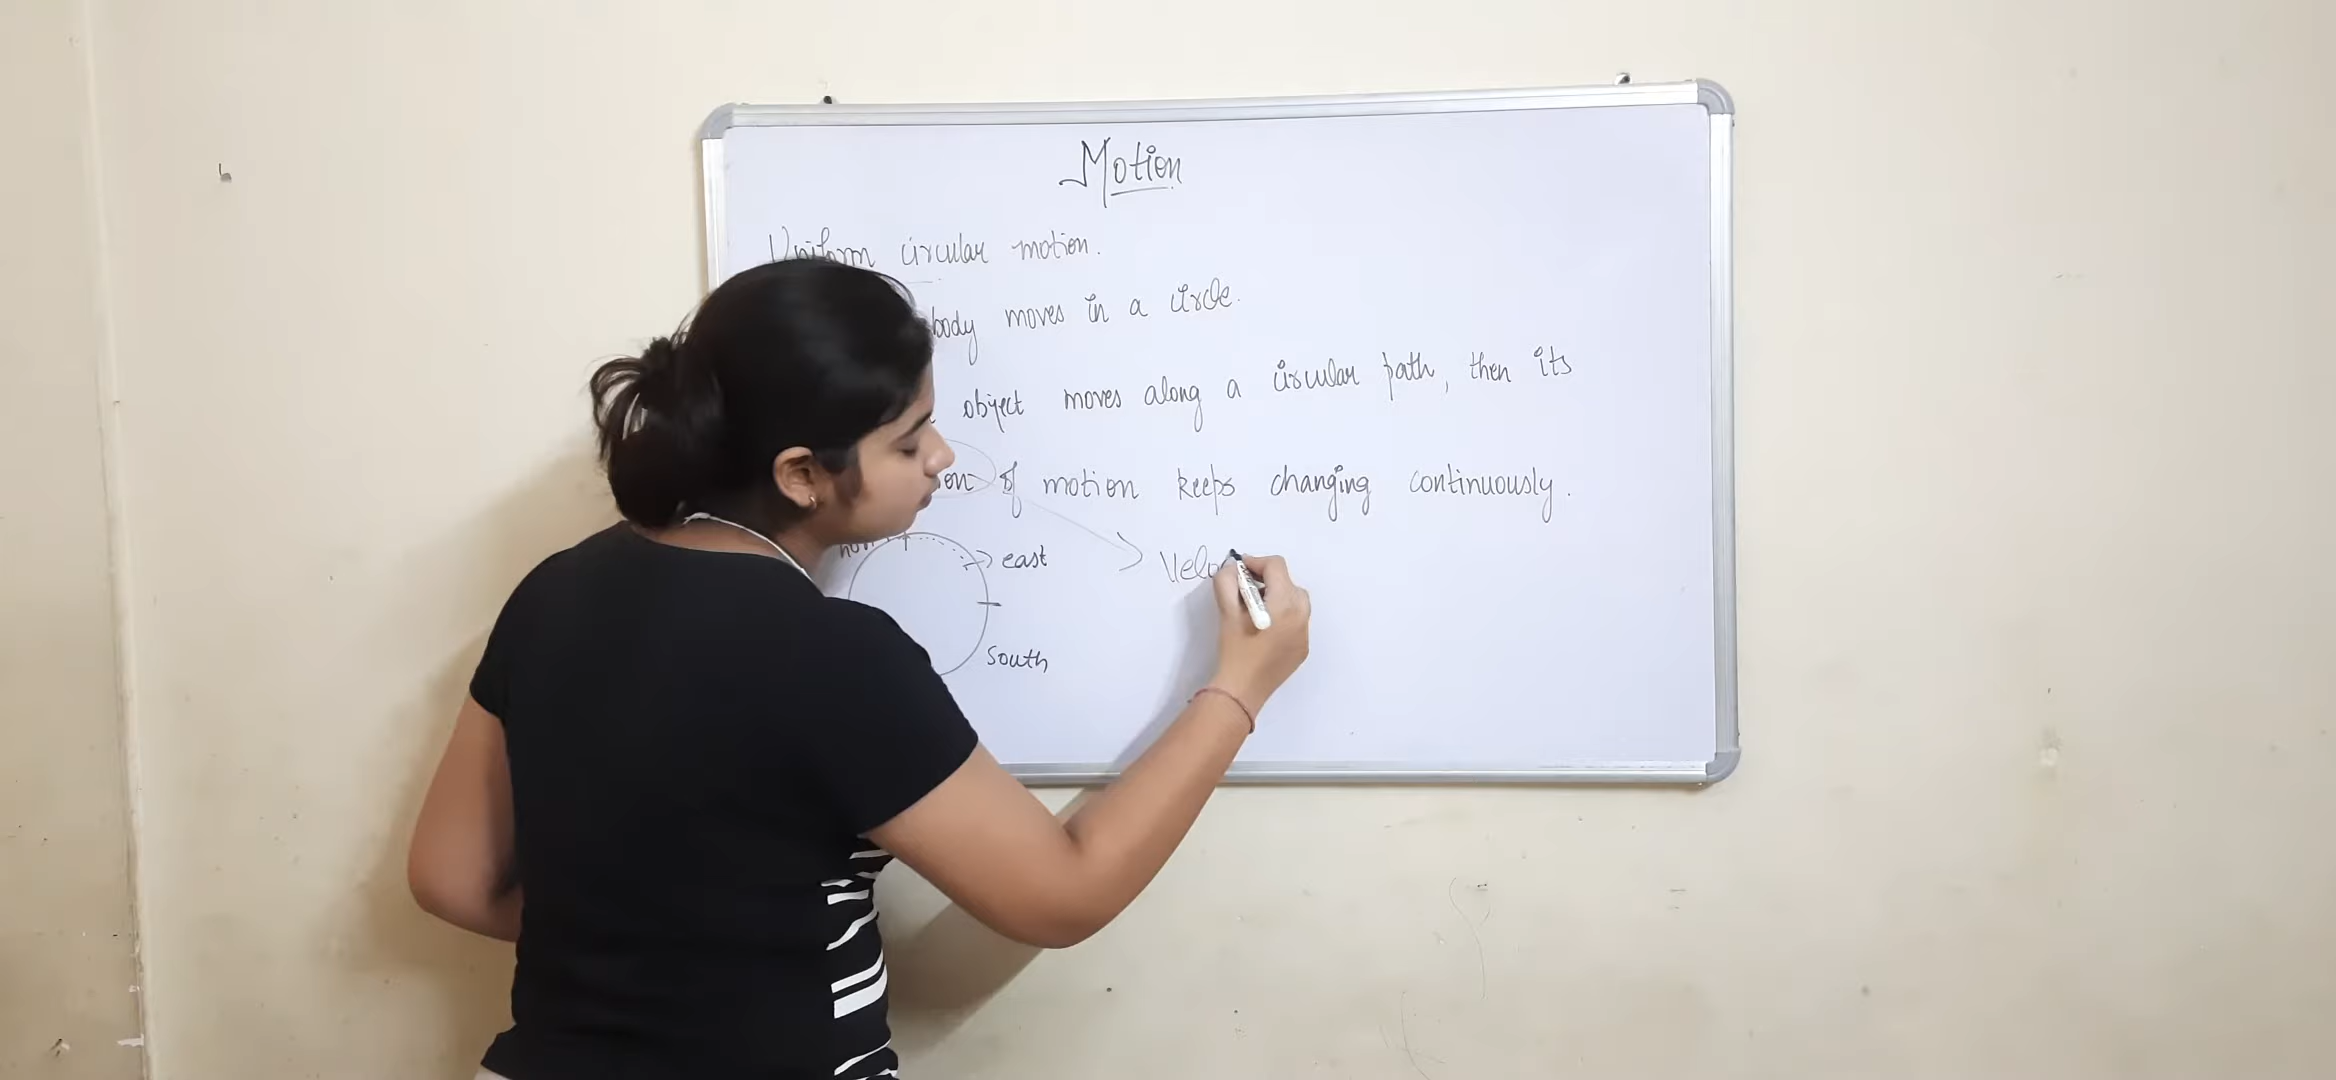 Motion
Uniform circular motion.
body moves in a circle.
object moves along a circular path, then its
of motion keeps changing continuously.
east
south